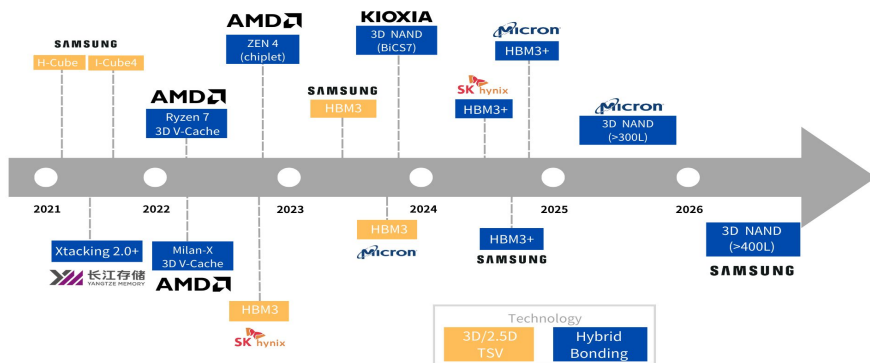 SAMSUNG
H-Cube
I-Cube4
AMD
Ryzen 7
3D V-Cache
AMD
ZEN 4
(chiplet)
SAMSUNG
HBM3
KIOXIA
3D NAND
(BiCS7)
SK hynix
HBM3+
Micron
HBM3+
Micron
3D NAND
(>300L)
2021
2022
2023
2024
2025
2026
Xtacking 2.0+
长江存储
YANGTZE MEMORY
Milan-X
3D V-Cache
AMD
HBM3
SK hynix
HBM3
Micron
HBM3+
SAMSUNG
3D NAND
(>400L)
SAMSUNG
Technology
3D/2.5D
TSV
Hybrid
Bonding